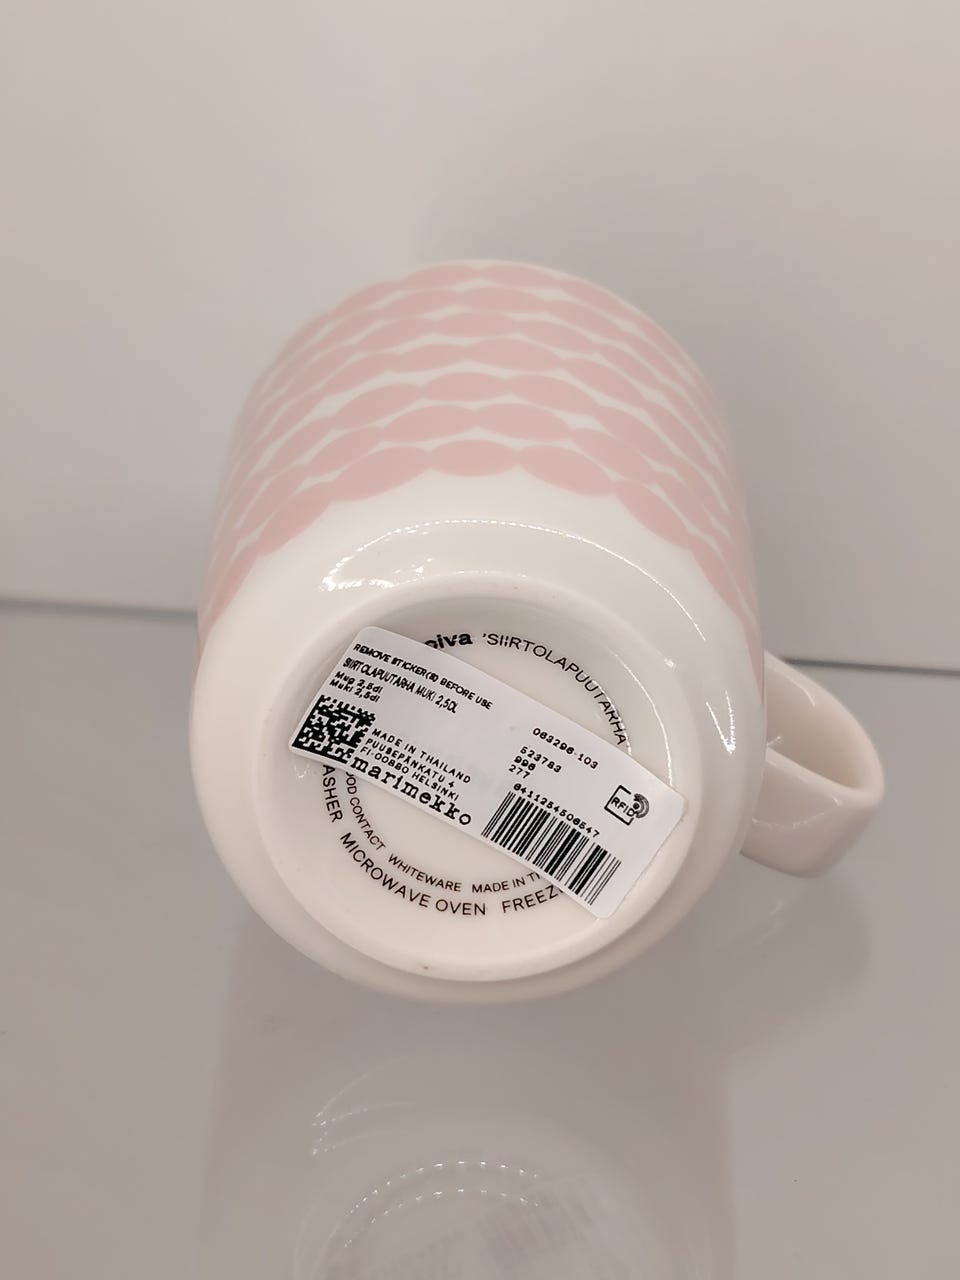 oiva 'SIIRTOLAPUUTARHA
REMOVE STICKER(S) BEFORE USE
SIIRTOLAPUUTARHA MUKI 2,5DL
Mug 2,5dl
Muki 2,5dl
MADE IN THAILAND
PUUSEPÄNKATU 4
FI-00880 HELSINKI
marimekko
063296-103
523783
996
277
6411254506547
RFID
OD CONTACT WHITEWARE MADE IN T
ASHER MICROWAVE OVEN FREEZ